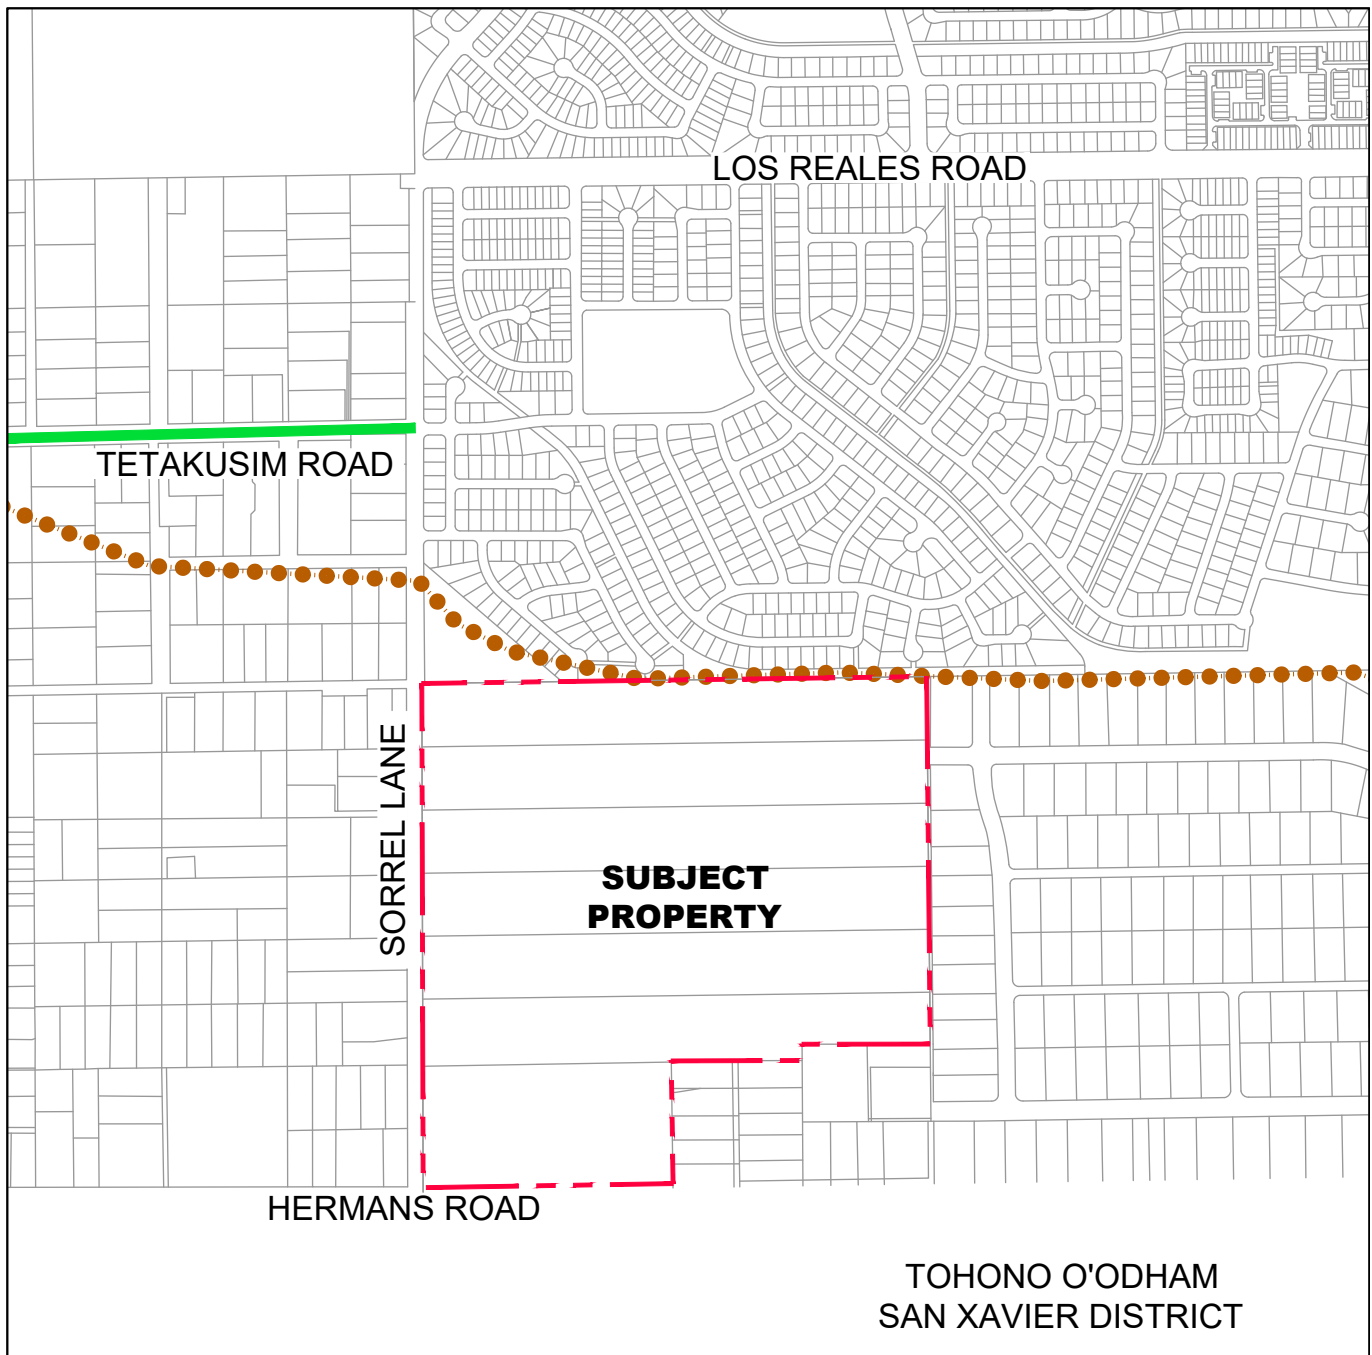 LOS REALES ROAD
TETAKUSIM ROAD
SORREL LANE
SUBJECT
PROPERTY
HERMANS ROAD
TOHONO O'ODHAM
SAN XAVIER DISTRICT